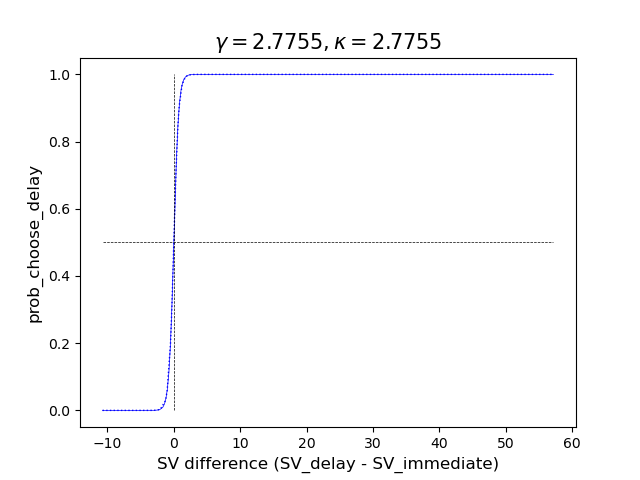 γ = 2.7755, κ = 2.7755
1.0
0.8
0.6
0.4
0.2
0.0
prob_choose_delay
−10 0 10 20 30 40 50 60
SV difference (SV_delay - SV_immediate)